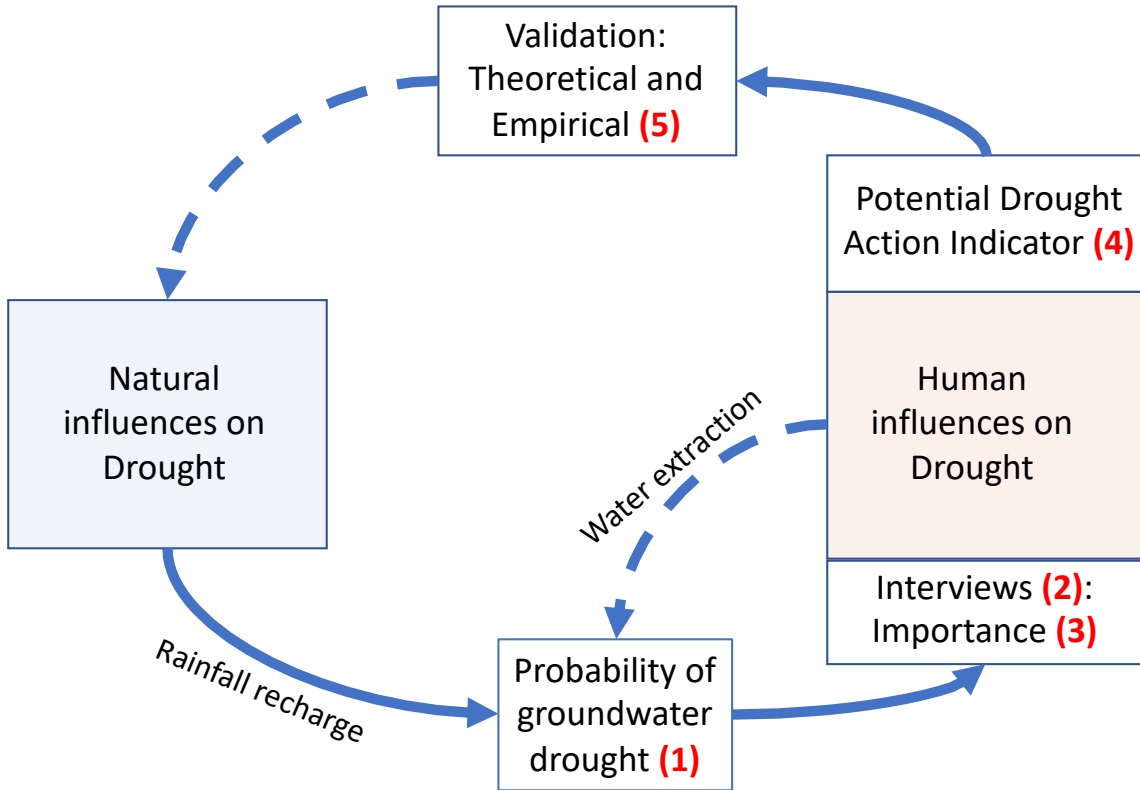 Validation:
Theoretical and
Empirical (5)
Potential Drought
Action Indicator (4)
Natural
influences on
Drought
Human
influences on
Drought
Water extraction
Interviews (2):
Importance (3)
Rainfall recharge
Probability of
groundwater
drought (1)